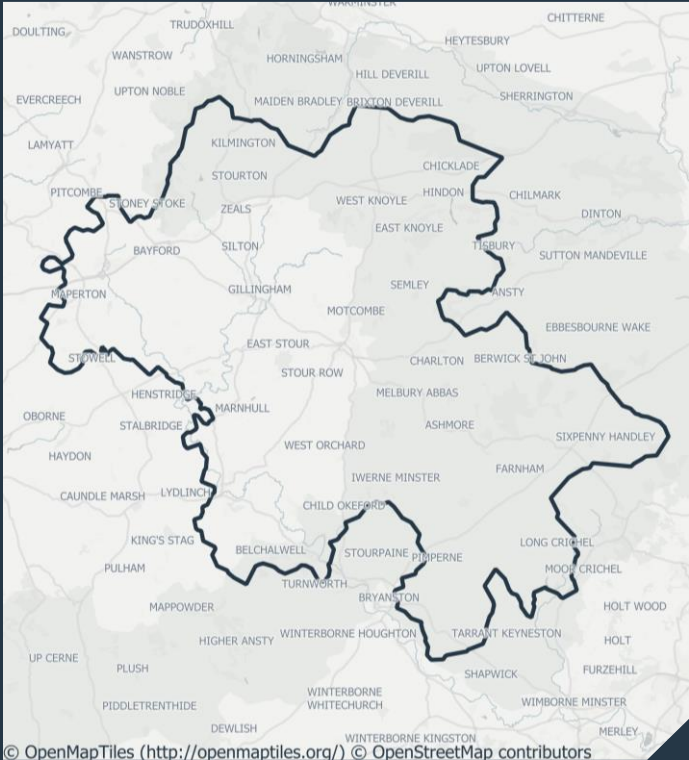 WARMINSTER
CHITTERNE
TRUDOXHILL
DOULTING
HEYTESBURY
WANSTROW
HORNINGSHAM
UPTON LOVELL
HILL DEVERILL
UPTON NOBLE
SHERRINGTON
EVERCREECH
MAIDEN BRADLEY
BRIXTON DEVERILL
LAMYATT
KILMINGTON
CHICKLADE
STOURTON
PITCOMBE
HINDON
CHILMARK
STONEY STOKE
WEST KNOYLE
ZEALS
DINTON
EAST KNOYLE
SILTON
TISBURY
BAYFORD
SUTTON MANDEVILLE
SEMLEY
GILLINGHAM
MAPERTON
ANSTY
MOTCOMBE
EBBESBOURNE WAKE
EAST STOUR
STOWELL
CHARLTON
BERWICK ST JOHN
STOUR ROW
HENSTRIDGE
MELBURY ABBAS
MARNHULL
OBORNE
STALBRIDGE
ASHMORE
SIXPENNY HANDLEY
WEST ORCHARD
HAYDON
FARNHAM
IWERNE MINSTER
CAUNDLE MARSH
LYDLINCH
CHILD OKEFORD
KING'S STAG
LONG CRICHEL
BELCHALWELL
STOURPAINE
PIMPERNE
PULHAM
MOOR CRICHEL
TURNWORTH
BRYANSTON
MAPPOWDER
HOLT WOOD
WINTERBORNE HOUGHTON
TARRANT KEYNESTON
HIGHER ANSTY
HOLT
UP CERNE
PLUSH
FURZEHILL
SHAPWICK
WINTERBORNE
WHITECHURCH
WIMBORNE MINSTER
PIDDLETRENTHIDE
DEWLISH
MERLEY
WINTERBORNE KINGSTON
© OpenMapTiles (http://openmaptiles.org/) © OpenStreetMap contributors